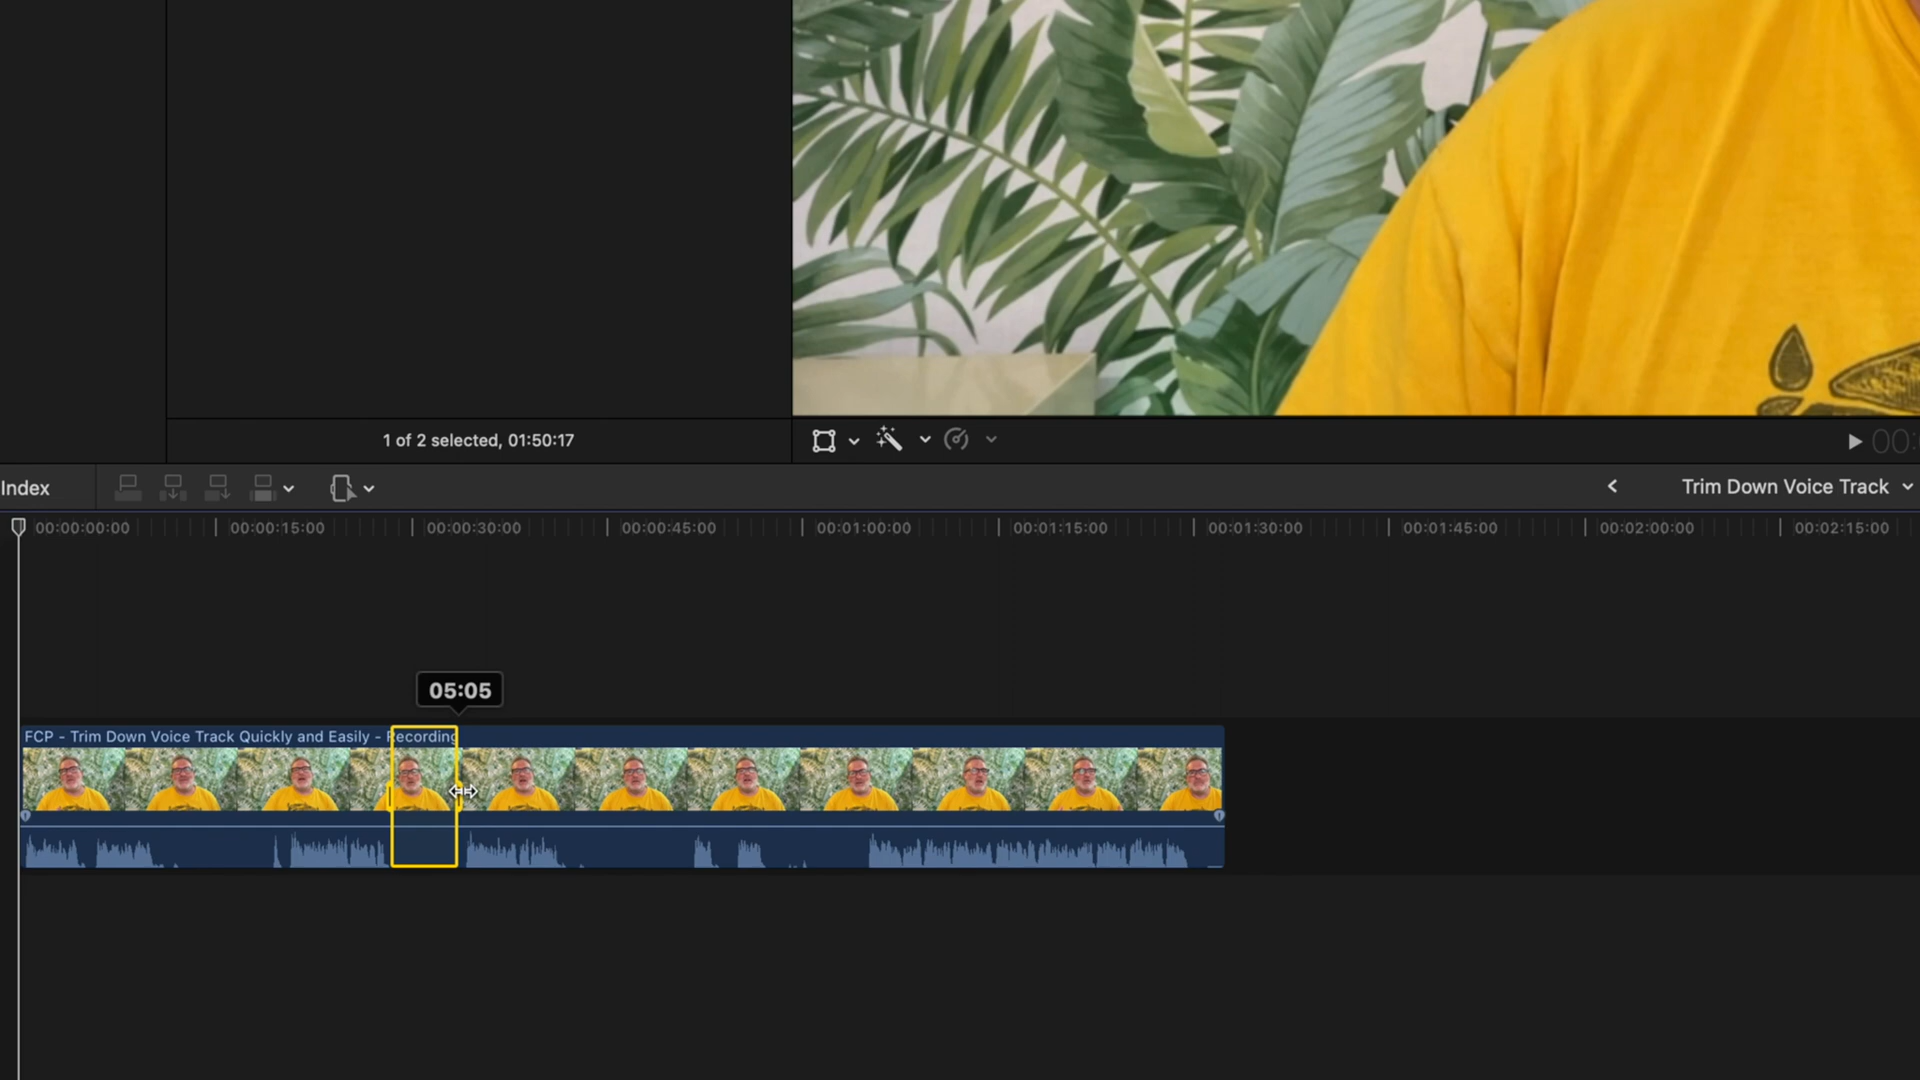 1 of 2 selected, 01:50:17
00:
Index
Trim Down Voice Track
00:00:00:00 00:00:15:00 00:00:30:00 00:00:45:00 00:01:00:00 00:01:15:00 00:01:30:00 00:01:45:00 00:02:00:00 00:02:15:00
05:05
FCP - Trim Down Voice Track Quickly and Easily - Recording